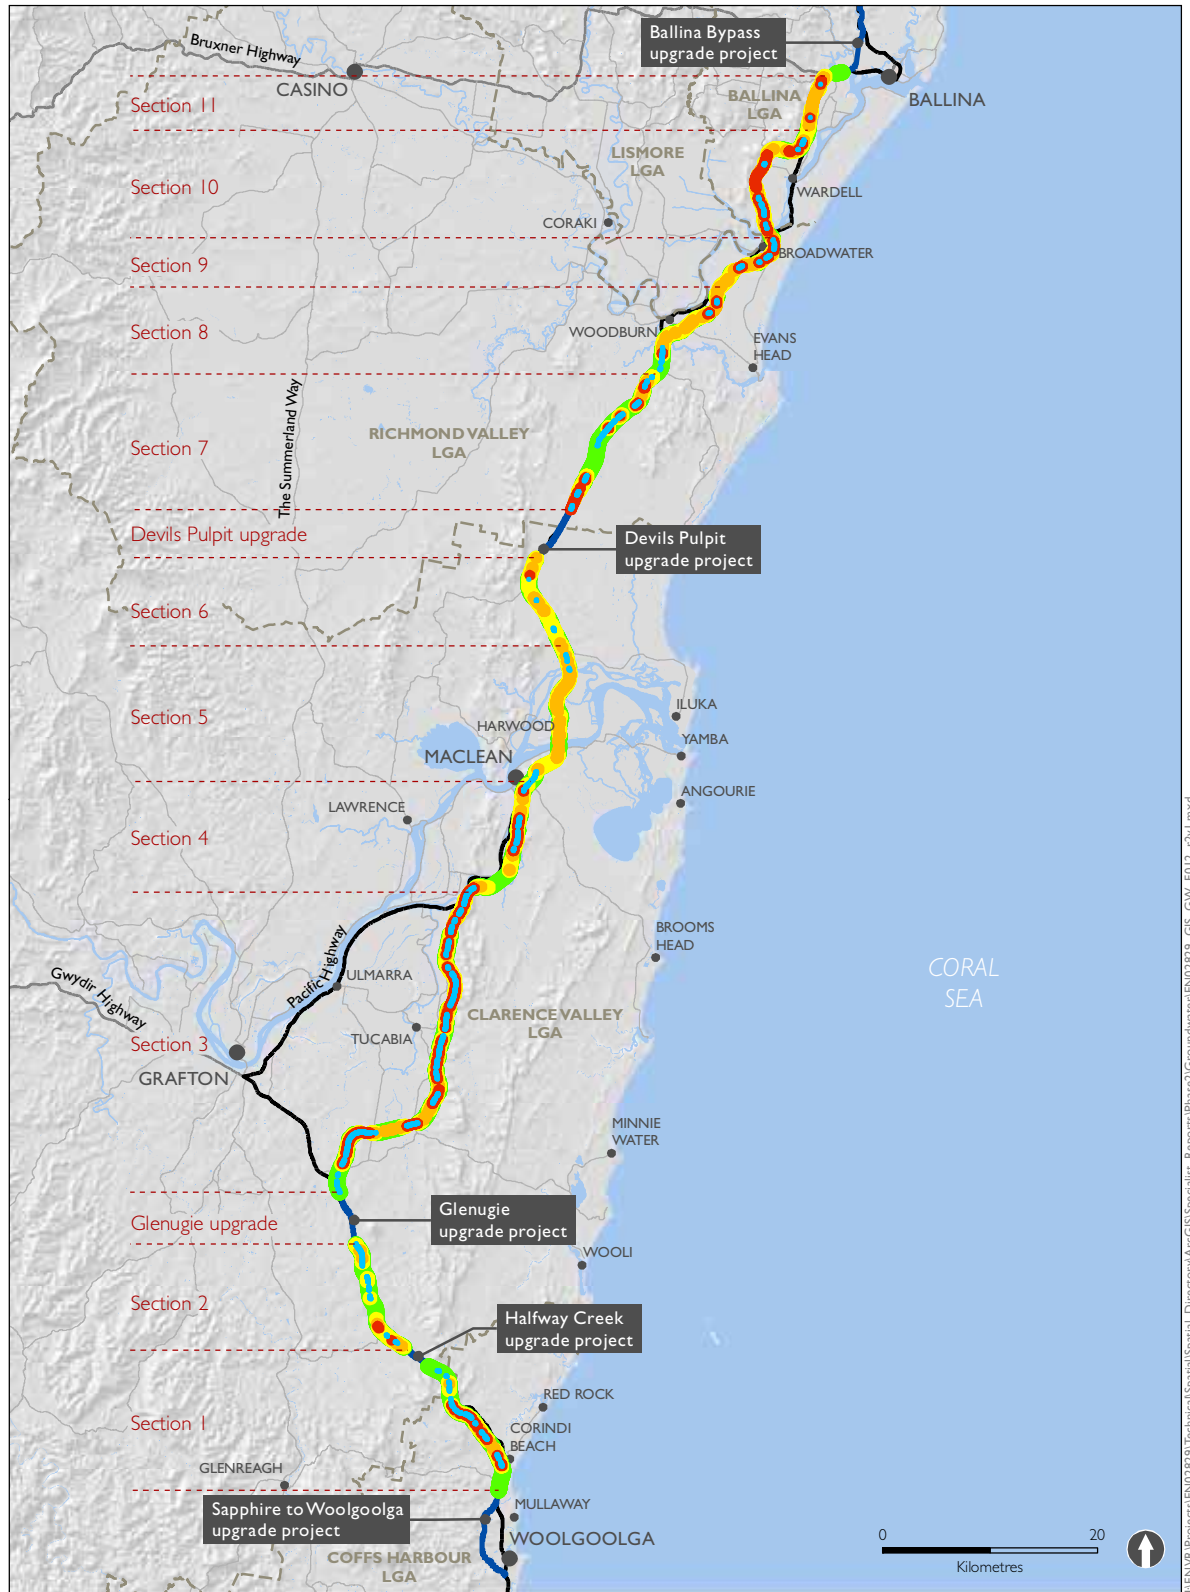 Ballina Bypass
upgrade project
Bruxner Highway
CASINO
BALLINA
BALLINA
LGA
Section 11
LISMORE
LGA
Section 10
WARDELL
CORAKI
BROADWATER
Section 9
Section 8
WOODBURN
EVANS
HEAD
The Summerland Way
RICHMOND VALLEY
LGA
Section 7
Devils Pulpit upgrade
Devils Pulpit
upgrade project
Section 6
Section 5
ILUKA
HARWOOD
YAMBA
MACLEAN
ANGOURIE
LAWRENCE
Section 4
BROOMS
HEAD
CORAL
SEA
Pacific Highway
ULMARRA
Gwydir Highway
CLARENCE VALLEY
LGA
TUCABIA
Section 3
GRAFTON
MINNIE
WATER
Glenugie
upgrade project
Glenugie upgrade
WOOLI
Section 2
Halfway Creek
upgrade project
RED ROCK
Section 1
CORINDI
BEACH
GLENREAGH
Sapphire to Woolgoolga
upgrade project
MULLAWAY
WOOLGOOLGA
COFFS HARBOUR
LGA
0 20
Kilometres